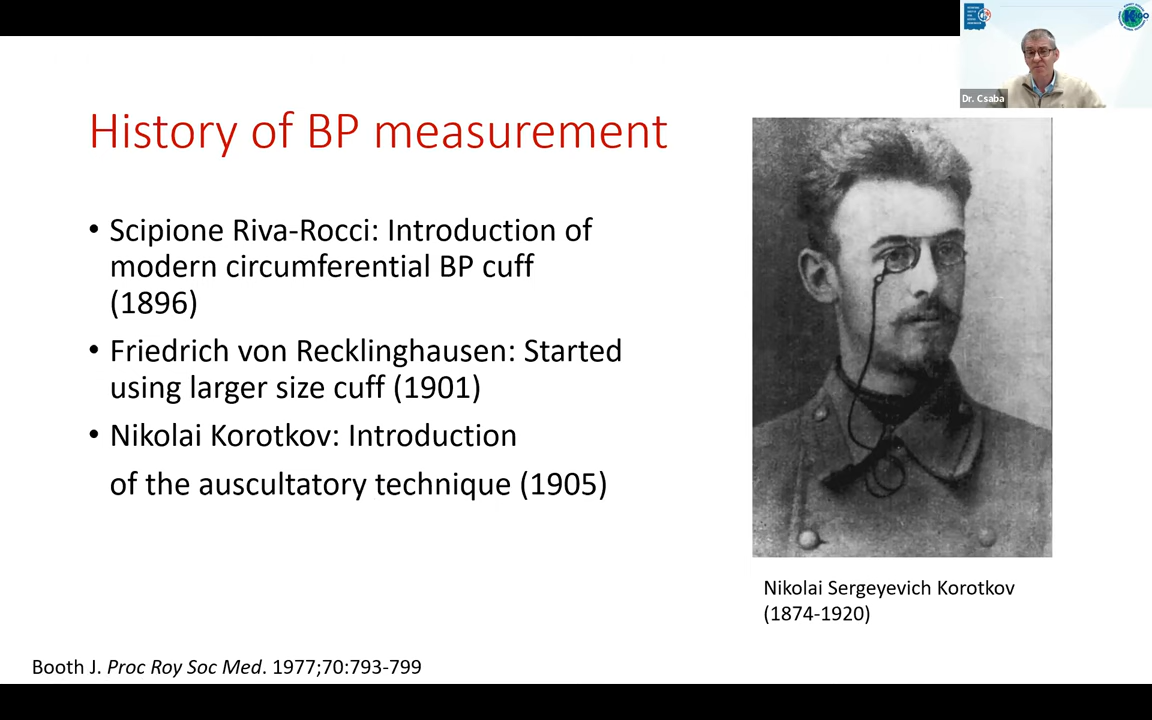 Dr. Csaba
History of BP measurement
• Scipione Riva-Rocci: Introduction of
modern circumferential BP cuff
(1896)
• Friedrich von Recklinghausen: Started
using larger size cuff (1901)
• Nikolai Korotkov: Introduction
of the auscultatory technique (1905)
Nikolai Sergeyevich Korotkov
(1874-1920)
Booth J. Proc Roy Soc Med. 1977;70:793-799